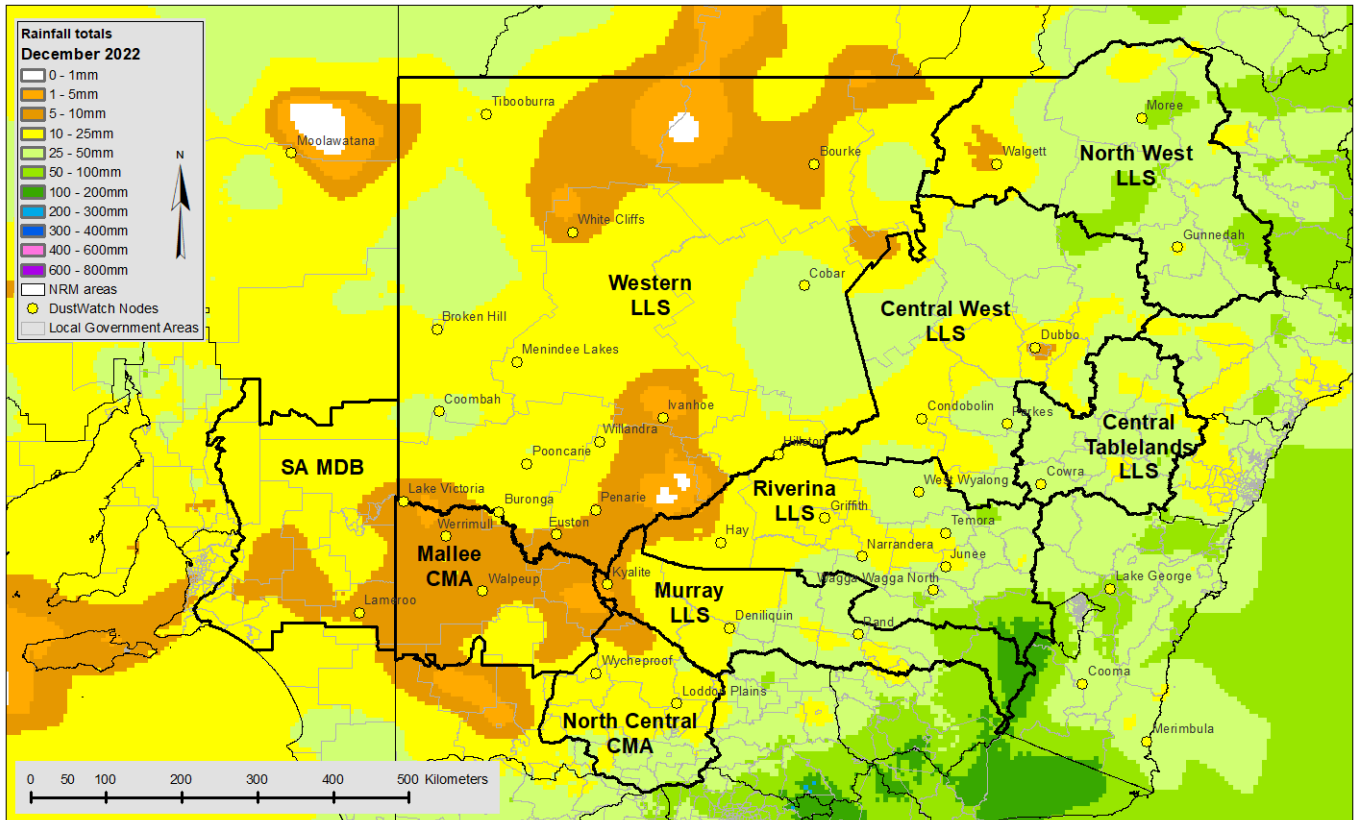 Rainfall totals
December 2022
0 - 1mm
1 - 5mm
5 - 10mm
10 - 25mm
25 - 50mm
50 - 100mm
100 - 200mm
200 - 300mm
300 - 400mm
400 - 600mm
600 - 800mm
NRM areas
DustWatch Nodes
Local Government Areas
N
Tibooburra
Moree
Moolawatana
Bourke
Walgett
North West
LLS
White Cliffs
Gunnedah
Cobar
Western
LLS
Central West
LLS
Broken Hill
Dubbo
Menindee Lakes
Coombah
Ivanhoe
Condobolin
Parkes
Central
Tablelands
LLS
Willandra
Hillston
Pooncarie
SA MDB
Cowra
Lake Victoria
Buronga
Penarie
Riverina
LLS
West Wyalong
Griffith
Werrimull
Euston
Hay
Temora
Mallee
CMA
Narrandera
Junee
Walpeup
Kyalite
Wagga Wagga North
Lake George
Lameroo
Murray
LLS
Deniliquin
Rand
Wycheproof
Cooma
Loddon Plains
North Central
CMA
Merimbula
0 50 100 200 300 400 500 Kilometers